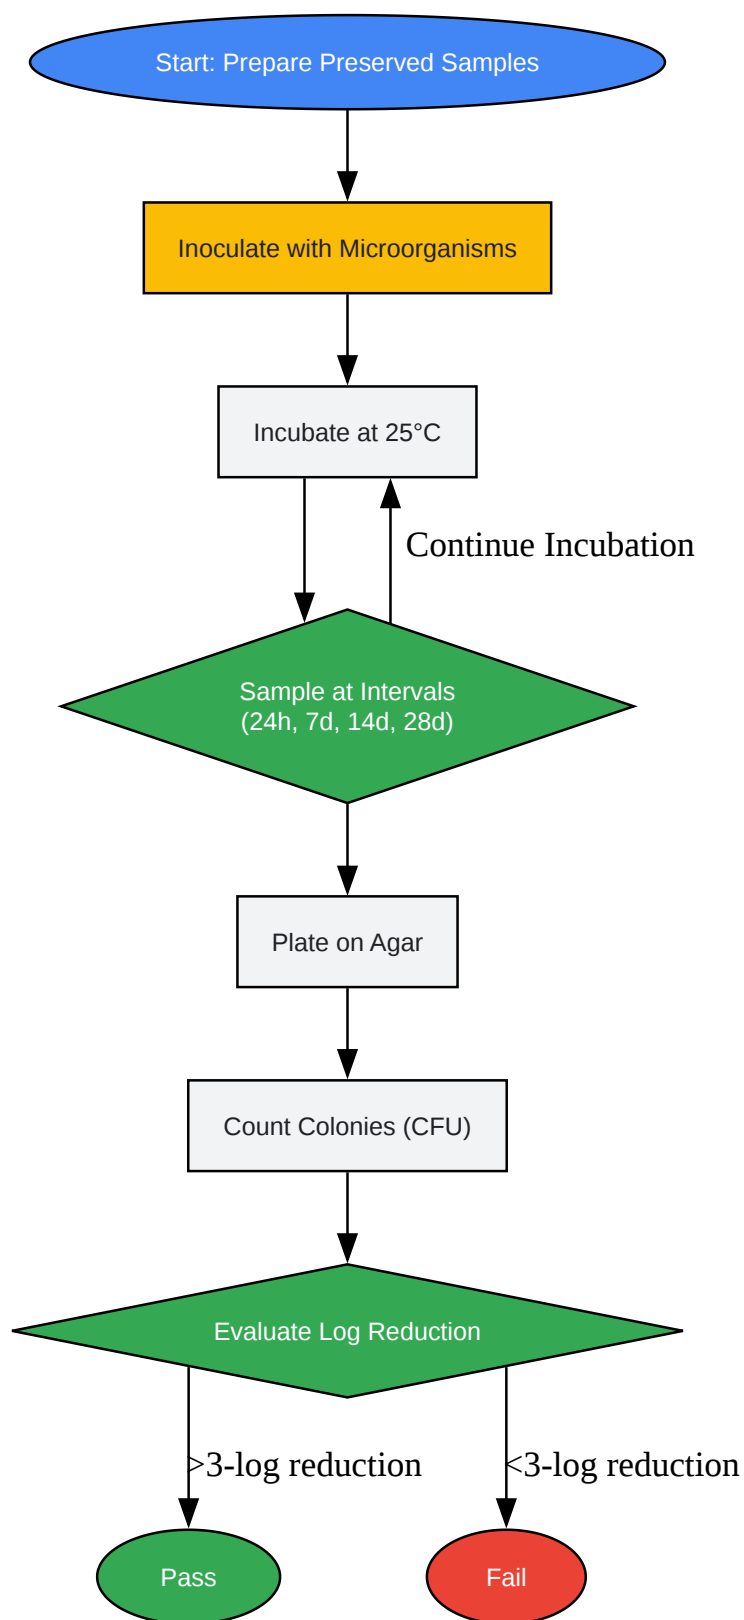 Start: Prepare Preserved Samples
Inoculate with Microorganisms
Incubate at 25°C
Continue Incubation
Sample at Intervals
(24h, 7d, 14d, 28d)
Plate on Agar
Count Colonies (CFU)
Evaluate Log Reduction
>3-log reduction
<3-log reduction
Pass
Fail